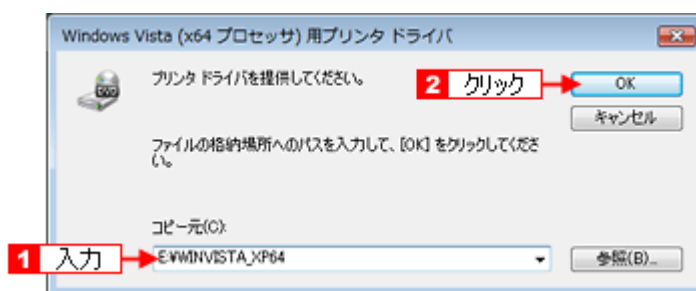 Windows Vista (x64 プロセッサ) 用プリンタ ドライバ
プリンタ ドライバを提供してください。
2 クリック
OK
キャンセル
ファイルの格納場所へのパスを入力して、[OK] をクリックしてくださ
い。
コピー元(C):
1 入力
E:¥WINVISTA_XP64
参照(B)...